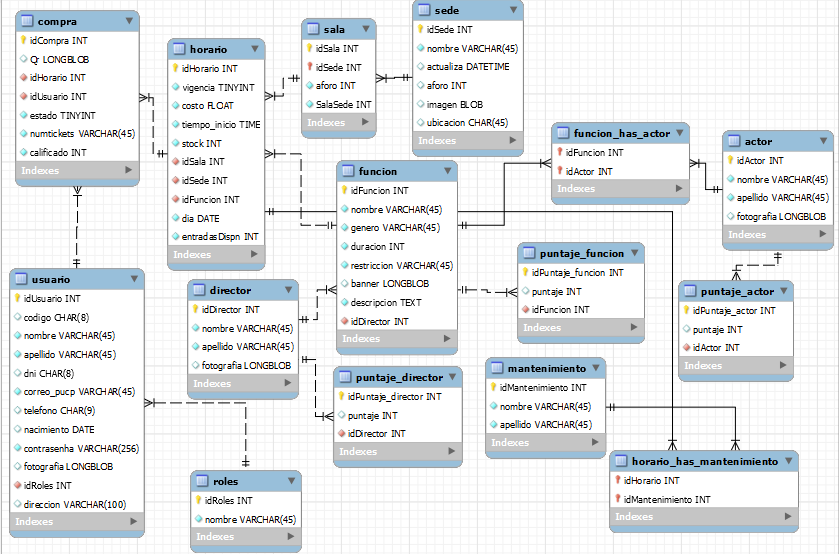 compra
idCompra INT
Qr LONGBLOB
idHorario INT
idUsuario INT
estado TINYINT
numtickets VARCHAR(45)
calificado INT
Indexes
horario
idHorario INT
vigencia TINYINT
costo FLOAT
tiempo_inicio TIME
stock INT
idSala INT
idSede INT
idFuncion INT
dia DATE
entradasDispn INT
Indexes
sala
idSala INT
idSede INT
aforo INT
SalaSede INT
Indexes
sede
idSede INT
nombre VARCHAR(45)
actualiza DATETIME
aforo INT
imagen BLOB
ubicacion CHAR(45)
Indexes
funcion
idFuncion INT
nombre VARCHAR(45)
genero VARCHAR(45)
duracion INT
restriccion VARCHAR(45)
banner LONGBLOB
descripcion TEXT
idDirector INT
Indexes
funcion_has_actor
idFuncion INT
idActor INT
Indexes
actor
idActor INT
nombre VARCHAR(45)
apellido VARCHAR(45)
fotografia LONGBLOB
Indexes
puntaje_funcion
idPuntaje_funcion INT
puntaje INT
idFuncion INT
Indexes
puntaje_actor
idPuntaje_actor INT
puntaje INT
idActor INT
Indexes
usuario
idUsuario INT
codigo CHAR(8)
nombre VARCHAR(45)
apellido VARCHAR(45)
dni CHAR(8)
correo_pucp VARCHAR(45)
telefono CHAR(9)
nacimiento DATE
contrasenha VARCHAR(256)
fotografia LONGBLOB
idRoles INT
direccion VARCHAR(100)
Indexes
director
idDirector INT
nombre VARCHAR(45)
apellido VARCHAR(45)
fotografia LONGBLOB
Indexes
puntaje_director
idPuntaje_director INT
puntaje INT
idDirector INT
Indexes
mantenimiento
idMantenimiento INT
nombre VARCHAR(45)
apellido VARCHAR(45)
Indexes
roles
idRoles INT
nombre VARCHAR(45)
Indexes
horario_has_mantenimiento
idHorario INT
idMantenimiento INT
Indexes